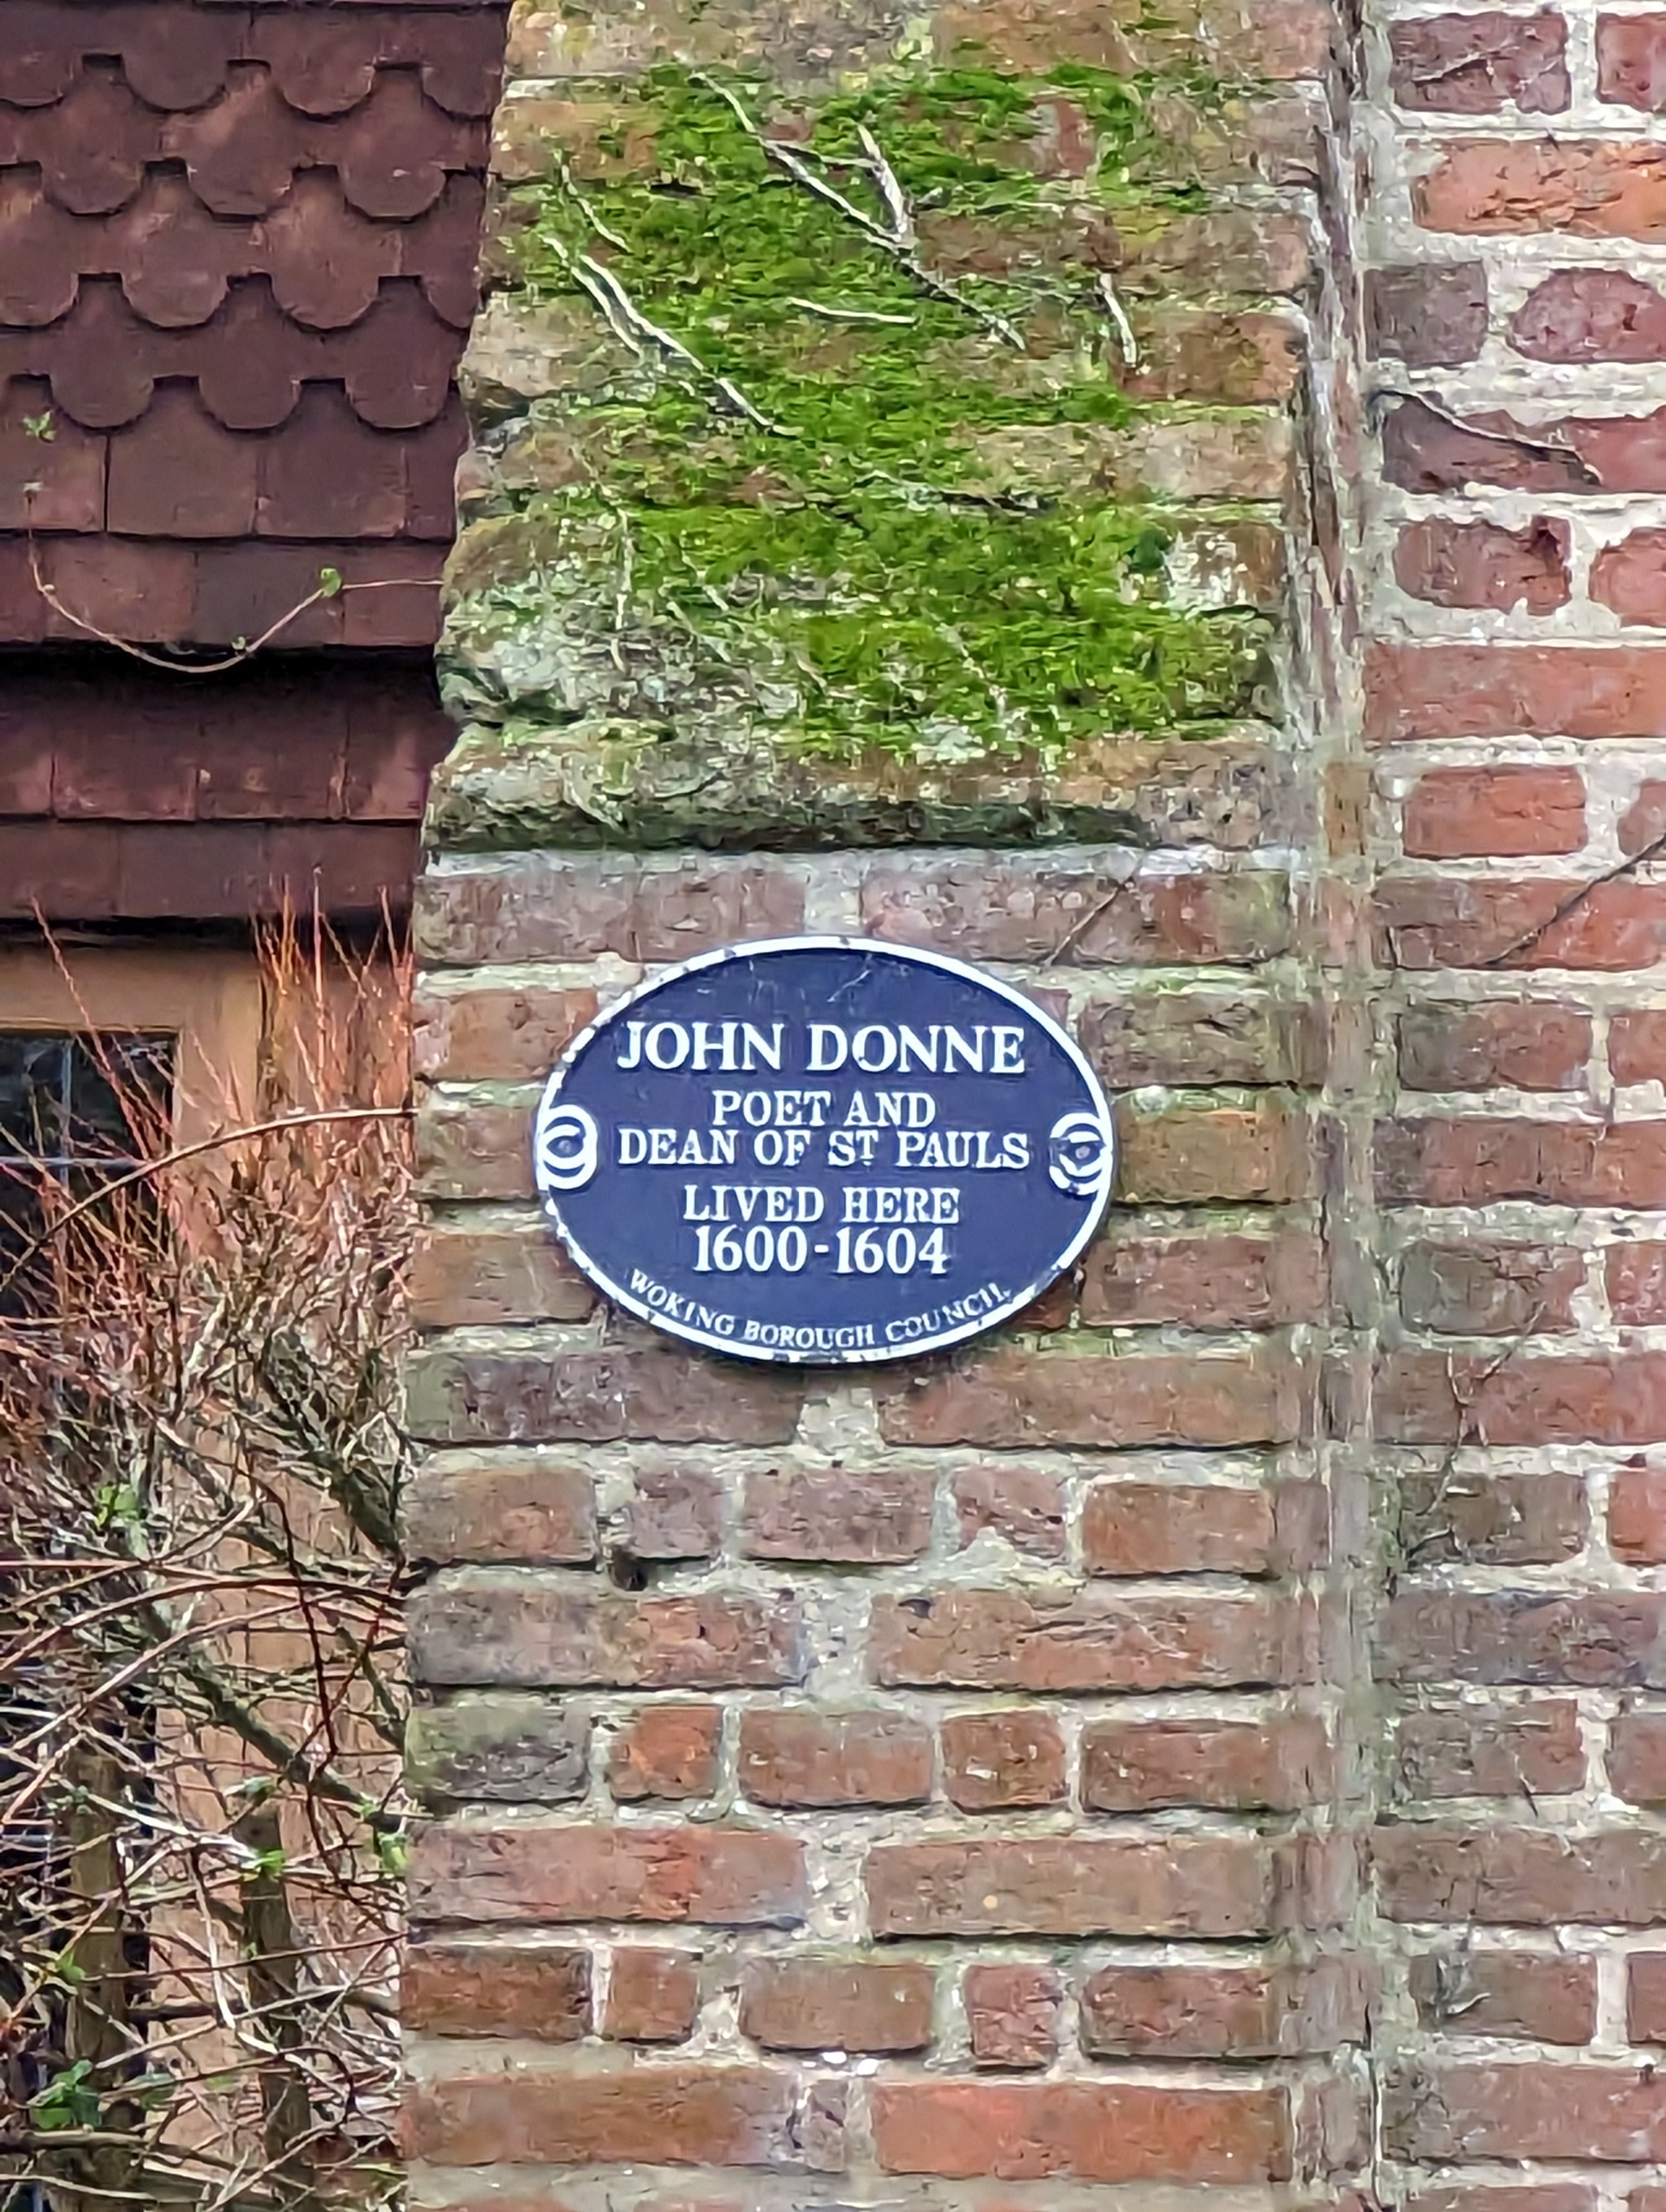 JOHN DONNE
POET AND
DEAN OF ST PAULS
LIVED HERE
1600-1604
WOKING BOROUGH COUNCIL